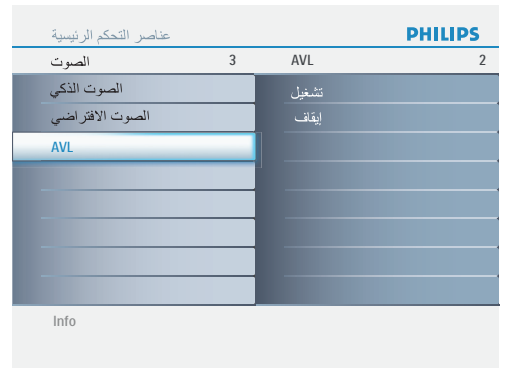 عناصر التحكم الرئيسية
PHILIPS
الصوت 3
AVL 2
الصوت الذكي
الصوت الافتراضي
AVL
تشغيل
إيقاف
Info